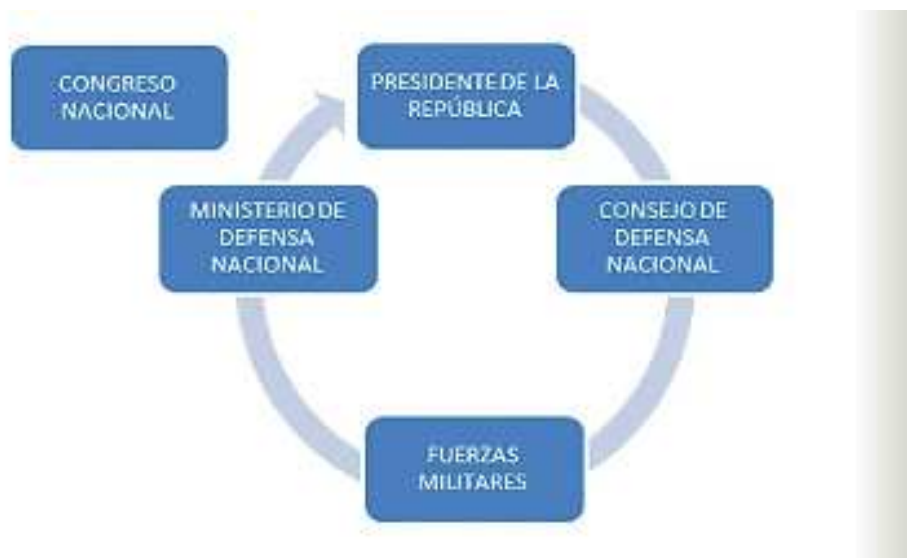 CONGRESO
NACIONAL
PRESIDENTE DE LA
REPÚBLICA
MINISTERIO DE
DEFENSA
NACIONAL
CONSEJO DE
DEFENSA
NACIONAL
FUERZAS
MILITARES